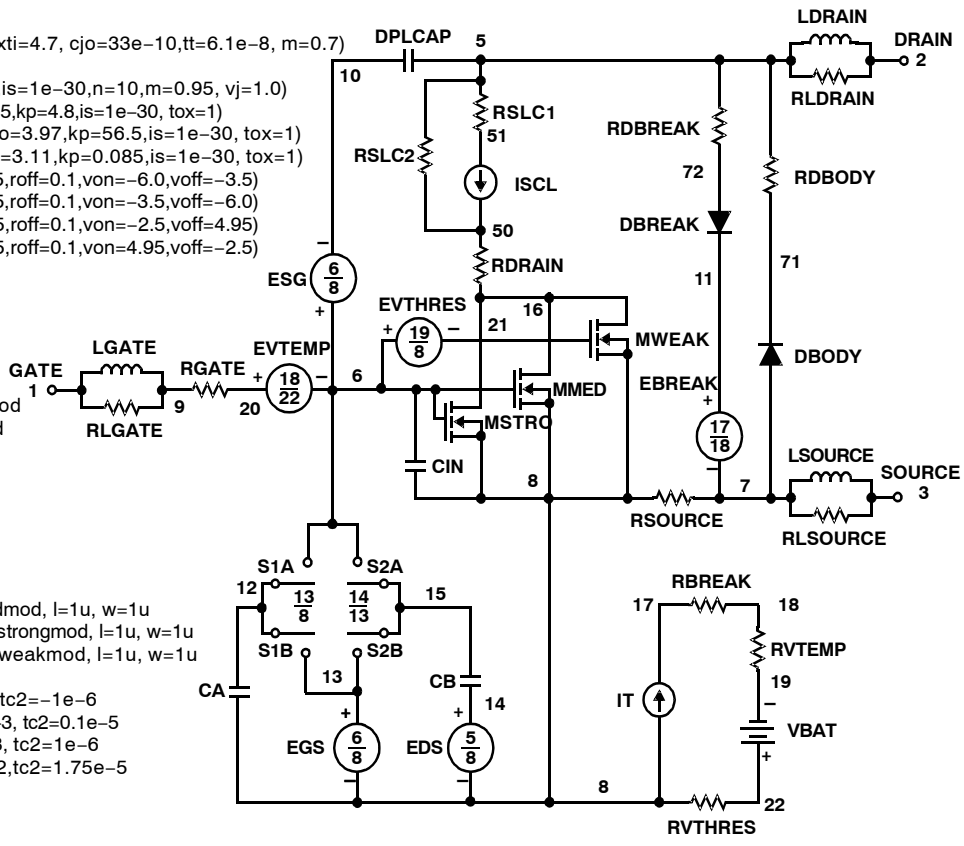 xti=4.7, cjo=33e−10,tt=6.1e−8, m=0.7)
is=1e−30,n=10,m=0.95, vj=1.0)
5,kp=4.8,is=1e−30, tox=1)
o=3.97,kp=56.5,is=1e−30, tox=1)
=3.11,kp=0.085,is=1e−30, tox=1)
5,roff=0.1,von=−6.0,voff=−3.5)
5,roff=0.1,von=−3.5,voff=−6.0)
5,roff=0.1,von=−2.5,voff=4.95)
5,roff=0.1,von=4.95,voff=−2.5)
DPLCAP
5
10
LDRAIN
DRAIN
2
RLDRAIN
RSLC1
51
RSLC2
ISCL
50
RDRAIN
RDBREAK
72
RDBODY
DBREAK
11
71
−
ESG
6
8
+
EVTHRES
+
19
8
−
16
21
MWEAK
DBODY
EBREAK
+
17
18
−
GATE
1
LGATE
RLGATE
9
RGATE
20
EVTEMP
+
18
22
−
6
MMED
MSTRO
CIN
8
RSOURCE
7
LSOURCE
SOURCE
3
RLSOURCE
mod
d
S1A
S2A
12
13
8
14
13
15
S1B
S2B
13
CA
CB
14
+
EGS
6
8
−
+
EDS
5
8
−
8
RBREAK
17
18
RVTEMP
19
−
IT
VBAT
+
22
RVTHRES
dmod, l=1u, w=1u
strongmod, l=1u, w=1u
weakmod, l=1u, w=1u
tc2=−1e−6
−3, tc2=0.1e−5
3, tc2=1e−6
2,tc2=1.75e−5